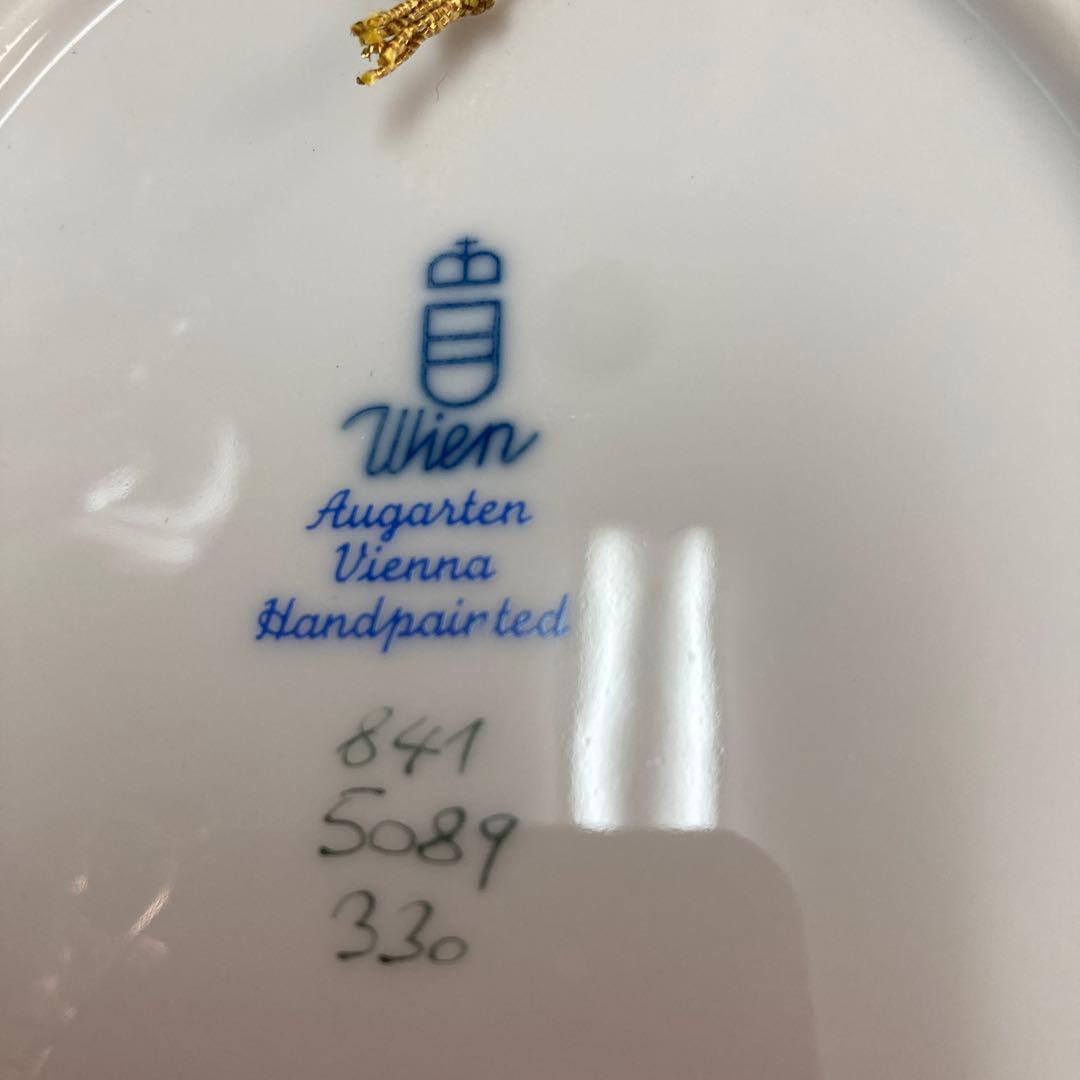 Wien
Augarten
Vienna
Handpainted
841
5089
330